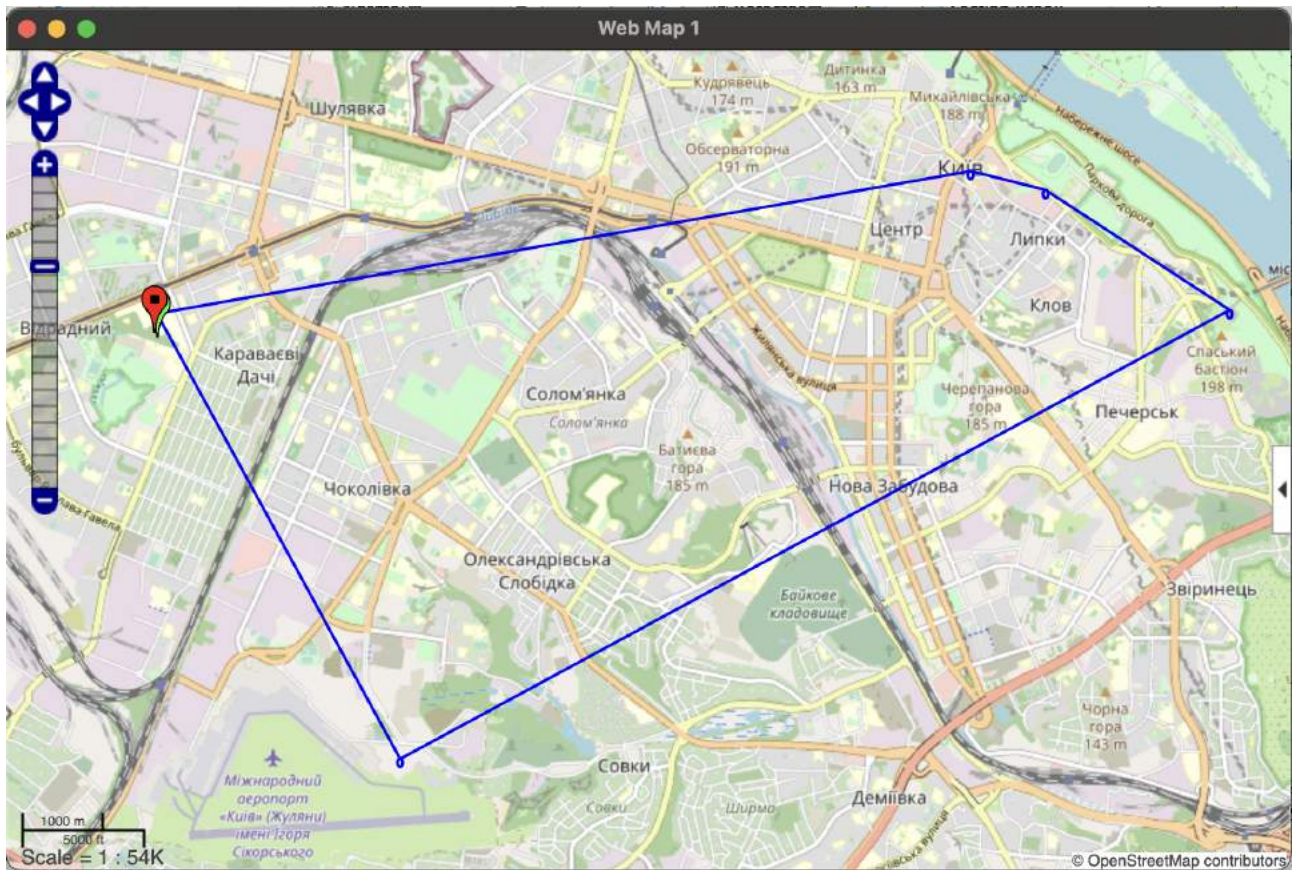 Web Map 1
Кудрявець
174 m
Дитинка
163 m
Михайлівська
188 m
Шулявка
Набережне шосе
Обсерваторна
191 m
Київ
Паркова дорога
Центр
Липки
міс
Клов
Відрадний
Караваєві
Дачі
Жилянська вулиця
Спаський
бастіон
198 m
Солом'янка
Солом'янка
Черепанова
гора
185 m
Печерськ
Батиєва
гора
185 m
Чоколівка
Нова Забудова
Олександрівська
Слобідка
Байкове
кладовище
Звіринець
Чорна
гора
143 m
Міжнародний
аеропорт
«Київ» (Жуляни)
імені Ігоря
Сікорського
Совки
Совки
Ширма
Деміївка
1000 m
5000 ft
Scale = 1 : 54K
© OpenStreetMap contributors